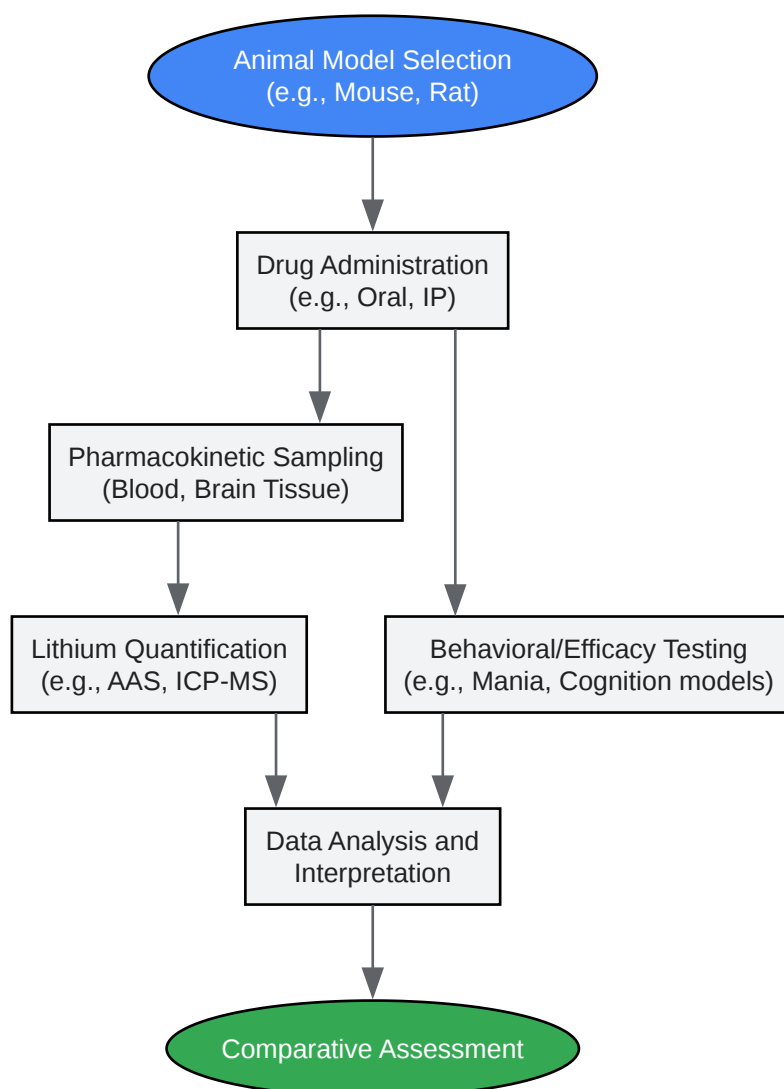 Animal Model Selection
(e.g., Mouse, Rat)
Drug Administration
(e.g., Oral, IP)
Pharmacokinetic Sampling
(Blood, Brain Tissue)
Lithium Quantification
(e.g., AAS, ICP-MS)
Behavioral/Efficacy Testing
(e.g., Mania, Cognition models)
Data Analysis and
Interpretation
Comparative Assessment